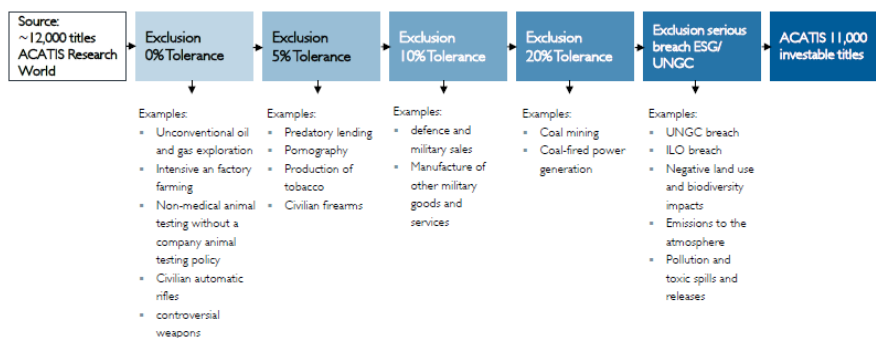 Source:
~12,000 titles
ACATIS Research
World
Exclusion
0% Tolerance
Exclusion
5% Tolerance
Exclusion
10% Tolerance
Exclusion
20% Tolerance
Exclusion serious
breach ESG/
UNGC
ACATIS 11,000
investable titles
Examples:
▪ Unconventional oil
and gas exploration
▪ Intensive an factory
farming
▪ Non-medical animal
testing without a
company animal
testing policy
▪ Civilian automatic
rifles
▪ controversial
weapons
Examples:
▪ Predatory lending
▪ Pornography
▪ Production of
tobacco
▪ Civilian firearms
Examples:
▪ defence and
military sales
▪ Manufacture of
other military
goods and
services
Examples:
▪ Coal mining
▪ Coal-fired power
generation
Examples:
▪ UNGC breach
▪ ILO breach
▪ Negative land use
and biodiversity
impacts
▪ Emissions to the
atmosphere
▪ Pollution and
toxic spills and
releases